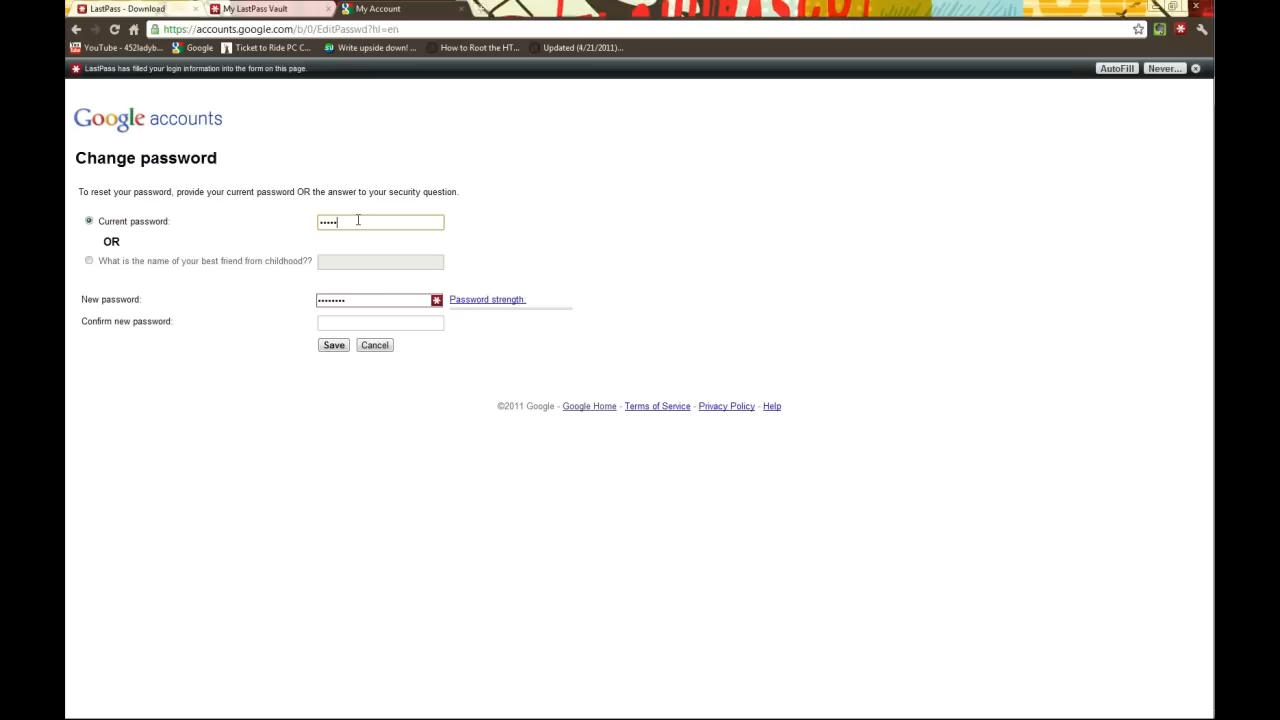 LastPass - Download
My LastPass Vault
My Account
https://accounts.google.com/b/0/EditPasswd?hl=en
YouTube - 452ladyb...
Google
Ticket to Ride PC C...
Write upside down! ...
How to Root the HT...
Updated (4/21/2011)...
LastPass has filled your login information into the form on this page.
AutoFill
Never...
Google accounts
Change password
To reset your password, provide your current password OR the answer to your security question.
Current password:
OR
What is the name of your best friend from childhood??
New password:
Password strength:
Confirm new password:
Save
Cancel
©2011 Google - Google Home - Terms of Service - Privacy Policy - Help